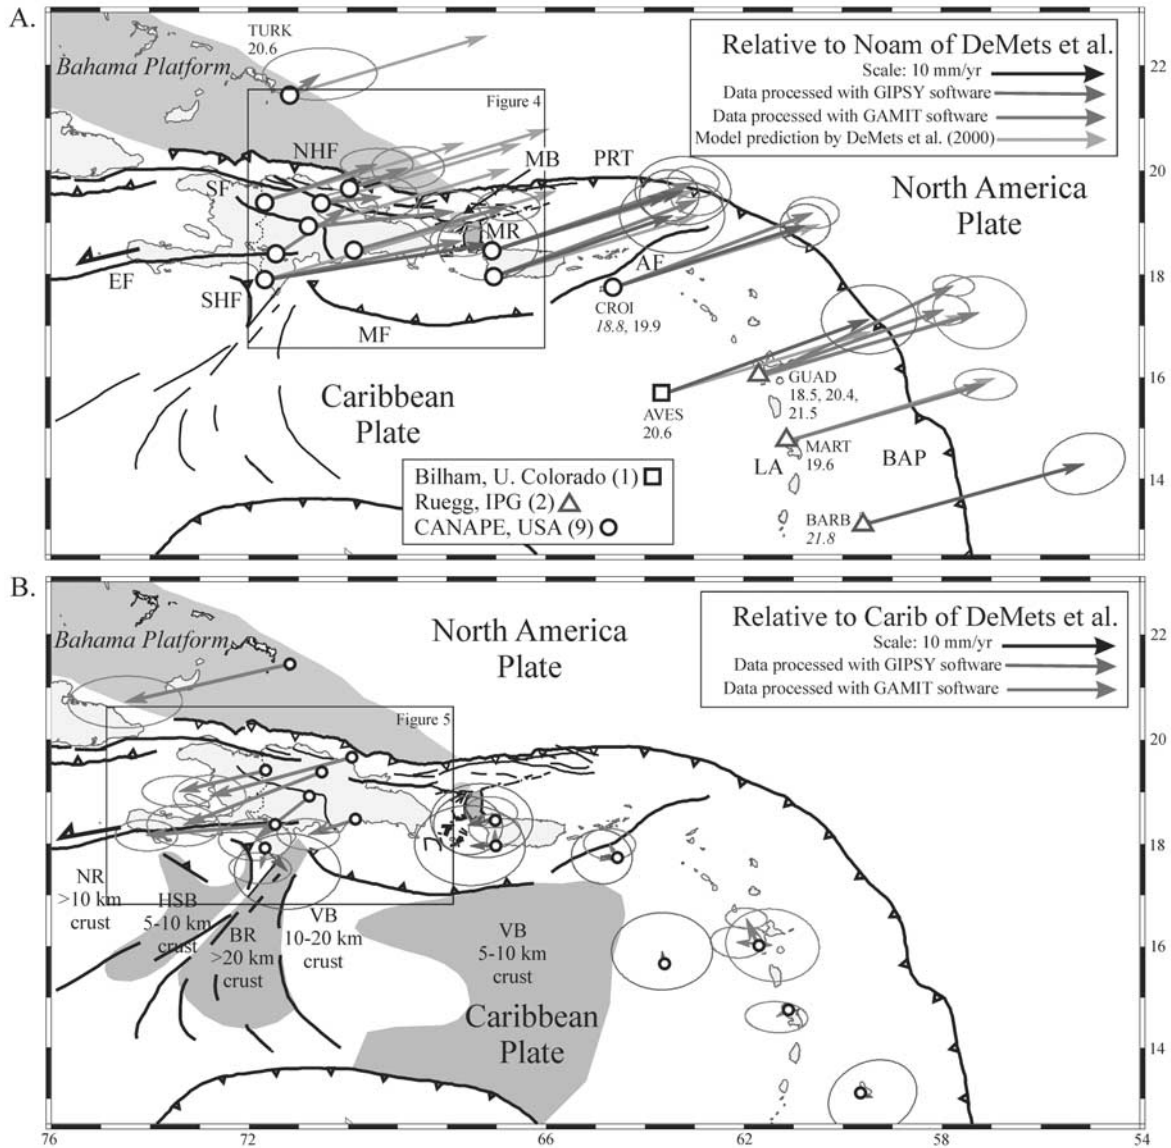 A.
TURK
20.6
Bahama Platform
Relative to Noam of DeMets et al.
Scale: 10 mm/yr
Data processed with GIPSY software
Data processed with GAMIT software
Model prediction by DeMets et al. (2000)
Figure 4
NHF
MB
PRT
SF
North America
Plate
MR
EF
SHF
AF
MF
CROI
18.8, 19.9
Caribbean
Plate
AVES
20.6
GUAD
18.5, 20.4,
21.5
MART
19.6
LA
BAP
BARB
21.8
Bilham, U. Colorado (1)
Ruegg, IPG (2)
CANAPE, USA (9)
22
20
18
16
14
B.
Bahama Platform
North America
Plate
Relative to Carib of DeMets et al.
Scale: 10 mm/yr
Data processed with GIPSY software
Data processed with GAMIT software
Figure 5
NR
>10 km
crust
HSB
5-10 km
crust
BR
>20 km
crust
VB
10-20 km
crust
VB
5-10 km
crust
Caribbean
Plate
22
20
18
16
14
76
72
66
62
58
54